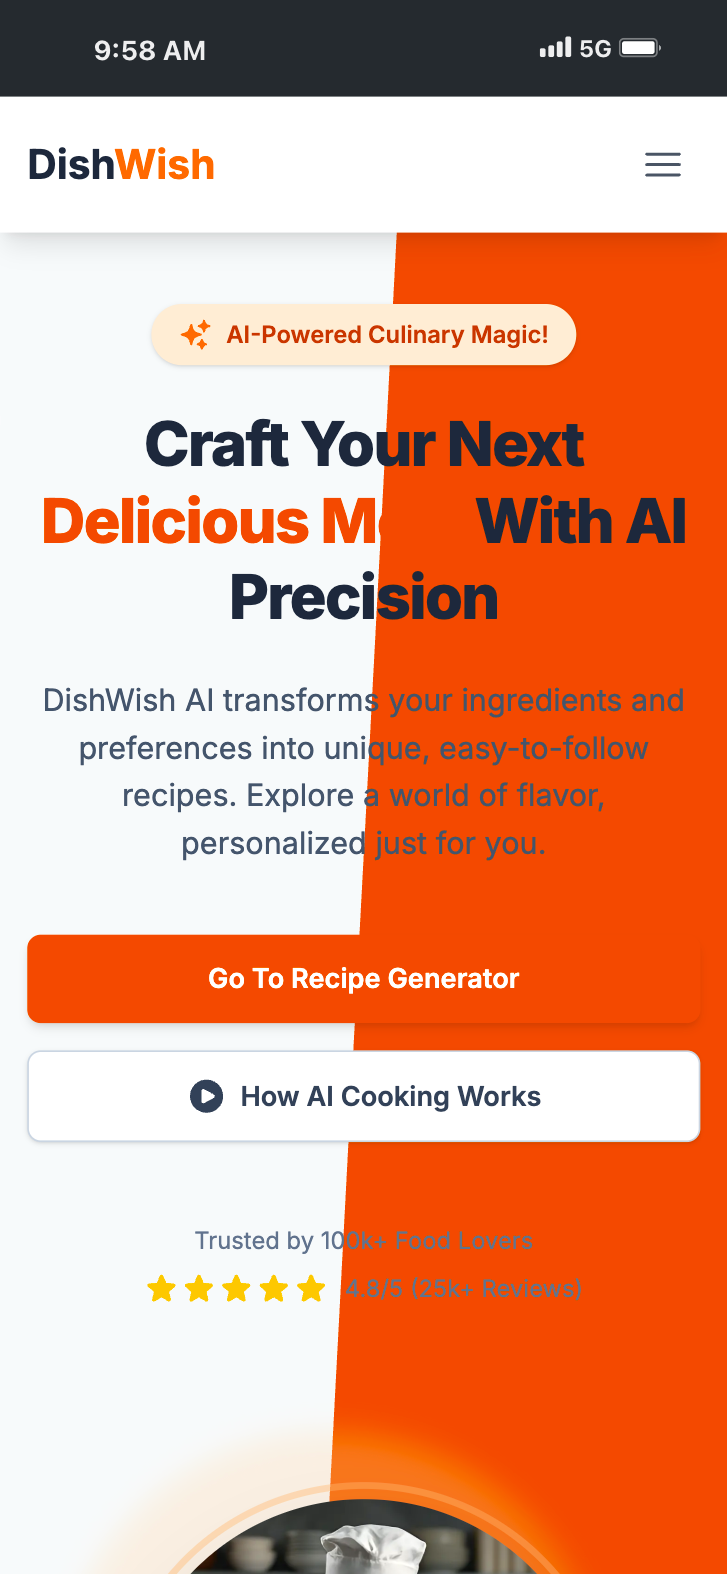 9:58 AM
5G
DishWish
AI-Powered Culinary Magic!
Craft Your Next
Delicious With AI
Precision
DishWish AI transforms your ingredients and
preferences into unique, easy-to-follow
recipes. Explore a world of flavor,
personalized just for you.
Go To Recipe Generator
How AI Cooking Works
Trusted by 100k+ Food Lovers
4.8/5 (25k+ Reviews)